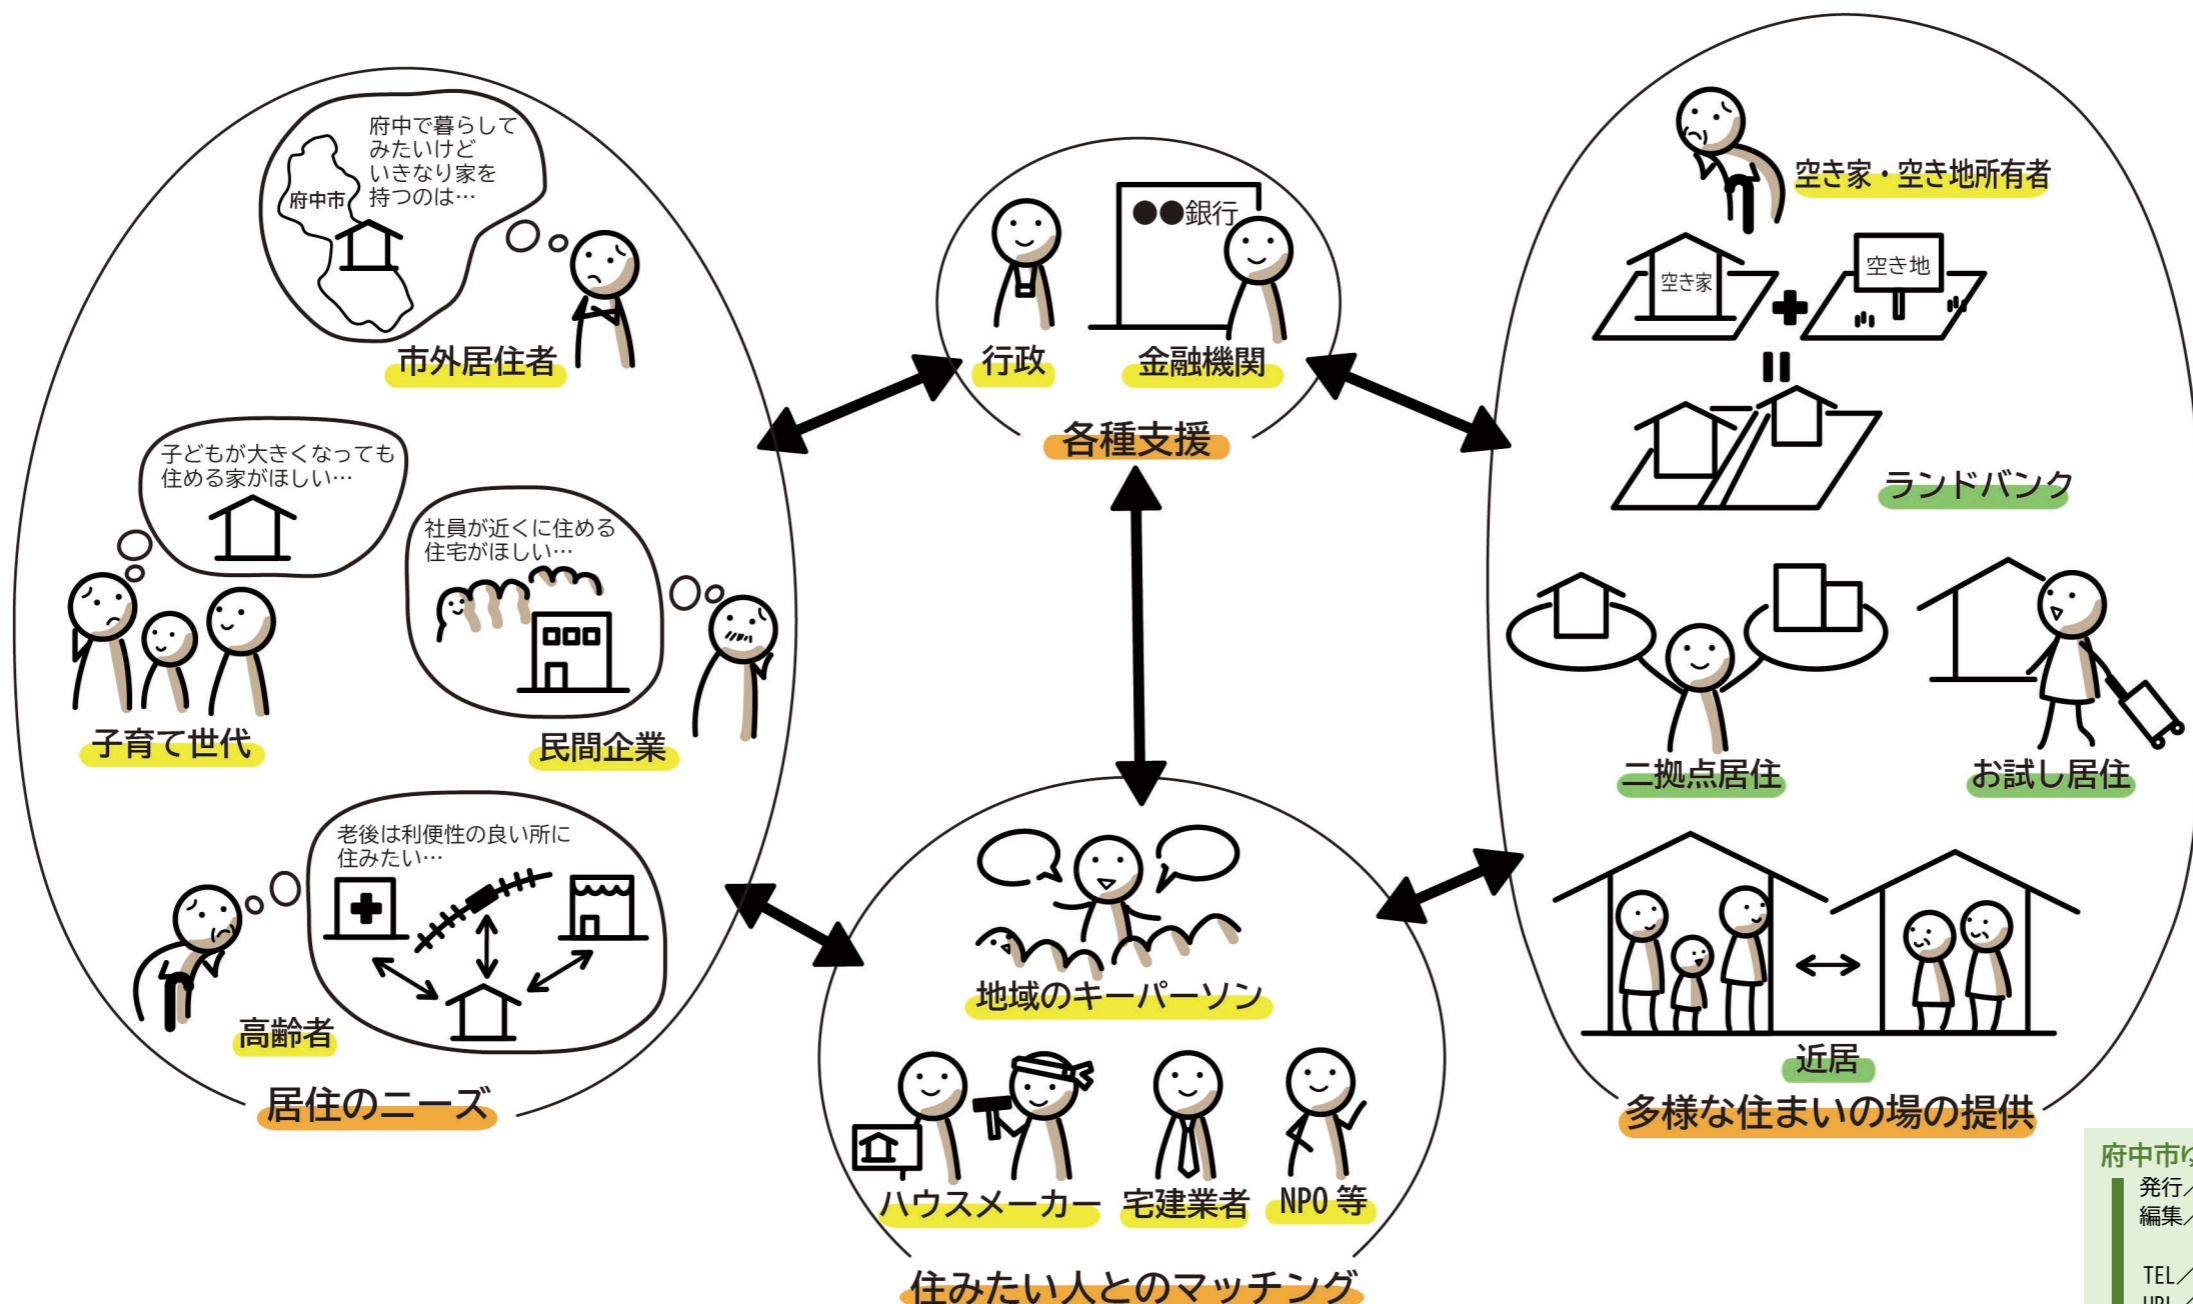 府中で暮らして
みたいけど
いきなり家を
持つのは…
府中市
市外居住者
子どもが大きくなっても
住める家がほしい…
子育て世代
社員が近くに住める
住宅がほしい…
民間企業
老後は利便性の良い所に
住みたい…
高齢者
居住のニーズ
●●銀行
行政
金融機関
各種支援
地域のキーパーソン
ハウスメーカー
宅建業者
NPO 等
住みたい人とのマッチング
空き家・空き地所有者
空き家
空き地
ランドバンク
二拠点居住
お試し居住
近居
多様な住まいの場の提供
府中市
発行／
編集／
TEL／